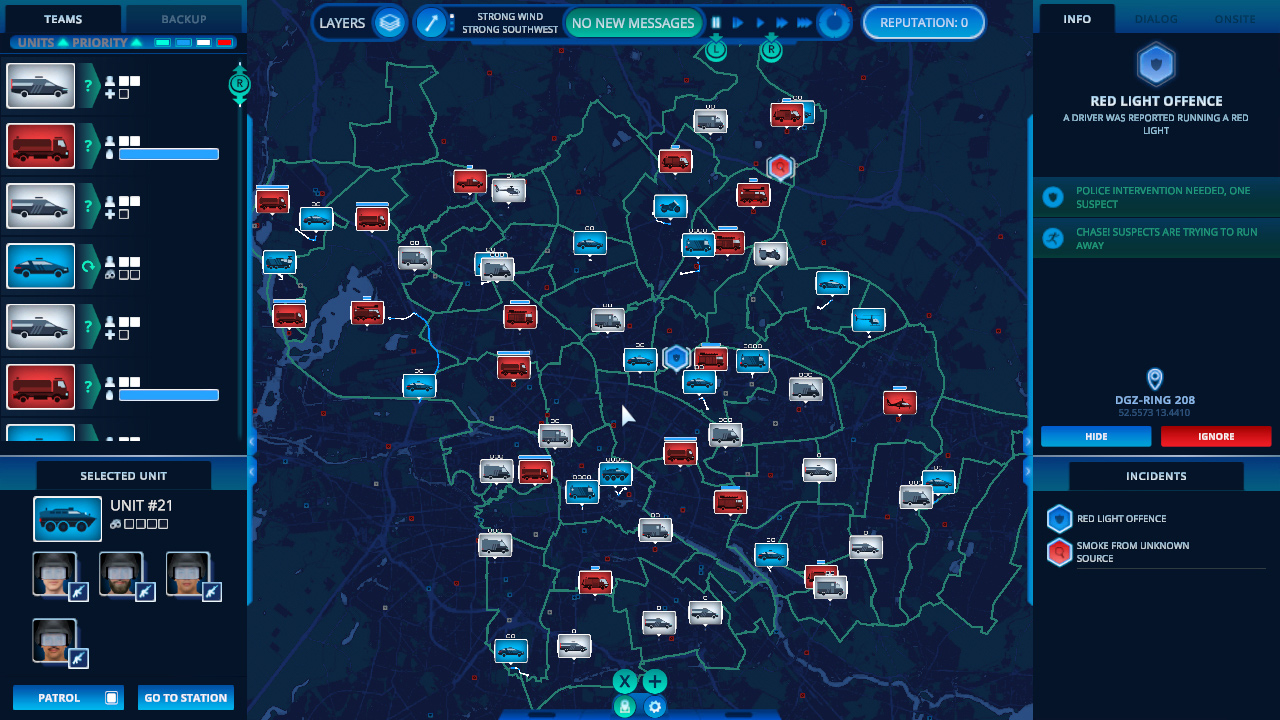 TEAMS
BACKUP
UNITS PRIORITY
?
?
?
?
?
R
SELECTED UNIT
UNIT #21
PATROL
GO TO STATION
LAYERS
STRONG WIND
STRONG SOUTHWEST
NO NEW MESSAGES
L
R
REPUTATION: 0
X
INFO
DIALOG
ONSITE
RED LIGHT OFFENCE
A DRIVER WAS REPORTED RUNNING A RED
LIGHT
POLICE INTERVENTION NEEDED, ONE
SUSPECT
CHASE! SUSPECTS ARE TRYING TO RUN
AWAY
DGZ-RING 208
52.5573 13.4410
HIDE
IGNORE
INCIDENTS
RED LIGHT OFFENCE
SMOKE FROM UNKNOWN
SOURCE